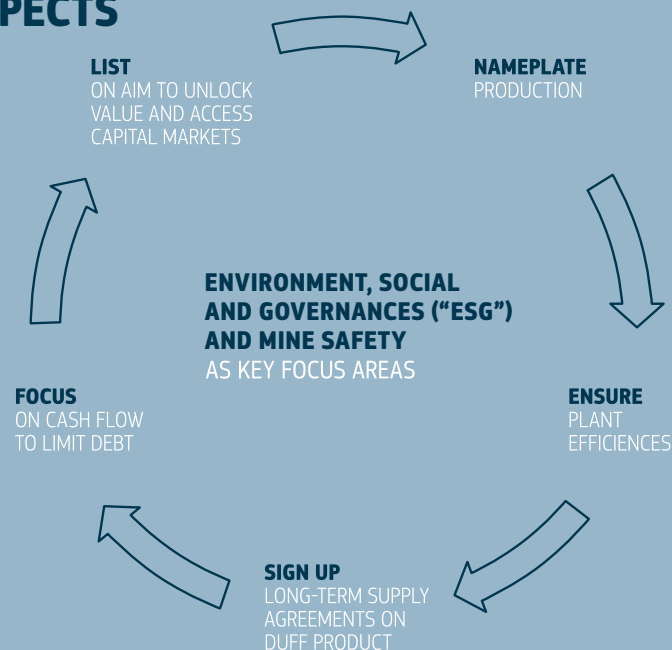 PECTS
LIST
ON AIM TO UNLOCK
VALUE AND ACCESS
CAPITAL MARKETS
NAMEPLATE
PRODUCTION
ENVIRONMENT, SOCIAL
AND GOVERNANCES (“ESG”)
AND MINE SAFETY
AS KEY FOCUS AREAS
FOCUS
ON CASH FLOW
TO LIMIT DEBT
ENSURE
PLANT
EFFICIENCES
SIGN UP
LONG-TERM SUPPLY
AGREEMENTS ON
DUFF PRODUCT